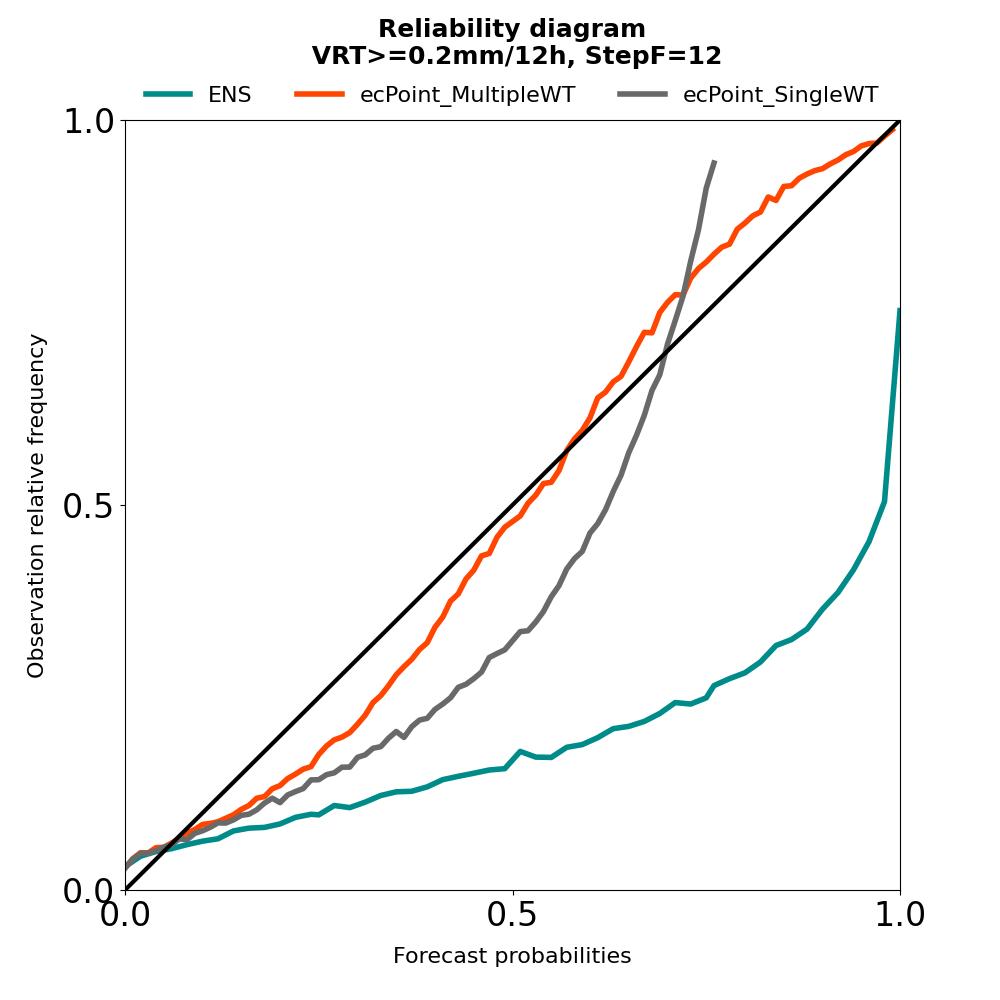 Reliability diagram
VRT>=0.2mm/12h, StepF=12
ENS ecPoint_MultipleWT ecPoint_SingleWT
1.0
0.5
0.0
Observation relative frequency
0.0 0.5 1.0
Forecast probabilities